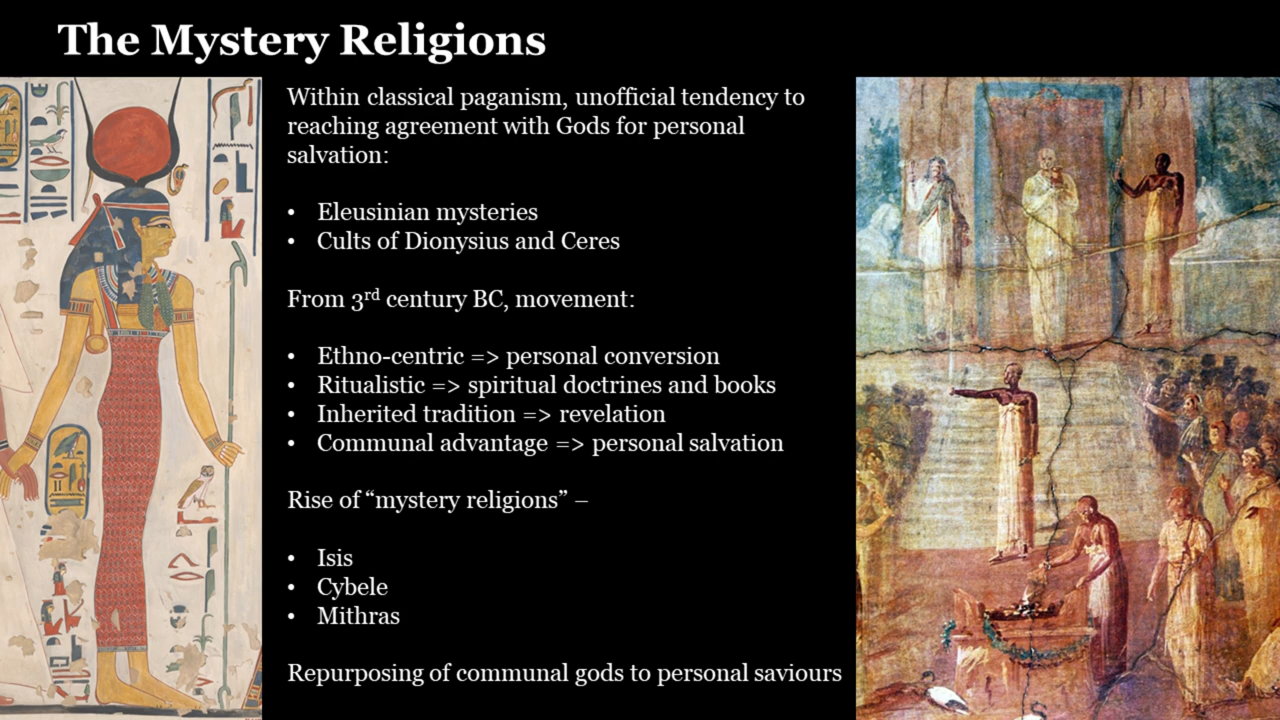 The Mystery Religions
Within classical paganism, unofficial tendency to
reaching agreement with Gods for personal
salvation:
• Eleusinian mysteries
• Cults of Dionysius and Ceres
From 3rd century BC, movement:
• Ethno-centric => personal conversion
• Ritualistic => spiritual doctrines and books
• Inherited tradition => revelation
• Communal advantage => personal salvation
Rise of “mystery religions” –
• Isis
• Cybele
• Mithras
Repurposing of communal gods to personal saviours